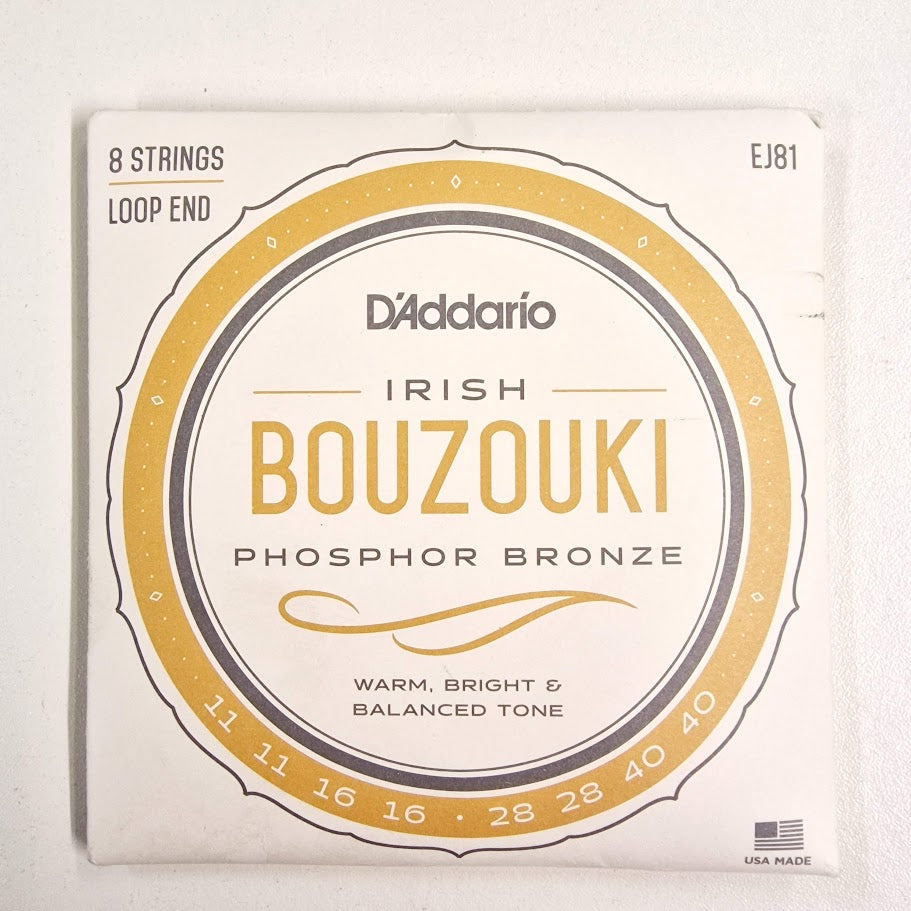 8 STRINGS
LOOP END
EJ81
D'Addario
IRISH
BOUZOUKI
PHOSPHOR BRONZE
WARM, BRIGHT &
BALANCED TONE
11 11 16 16 · 28 28 40 40
USA MADE